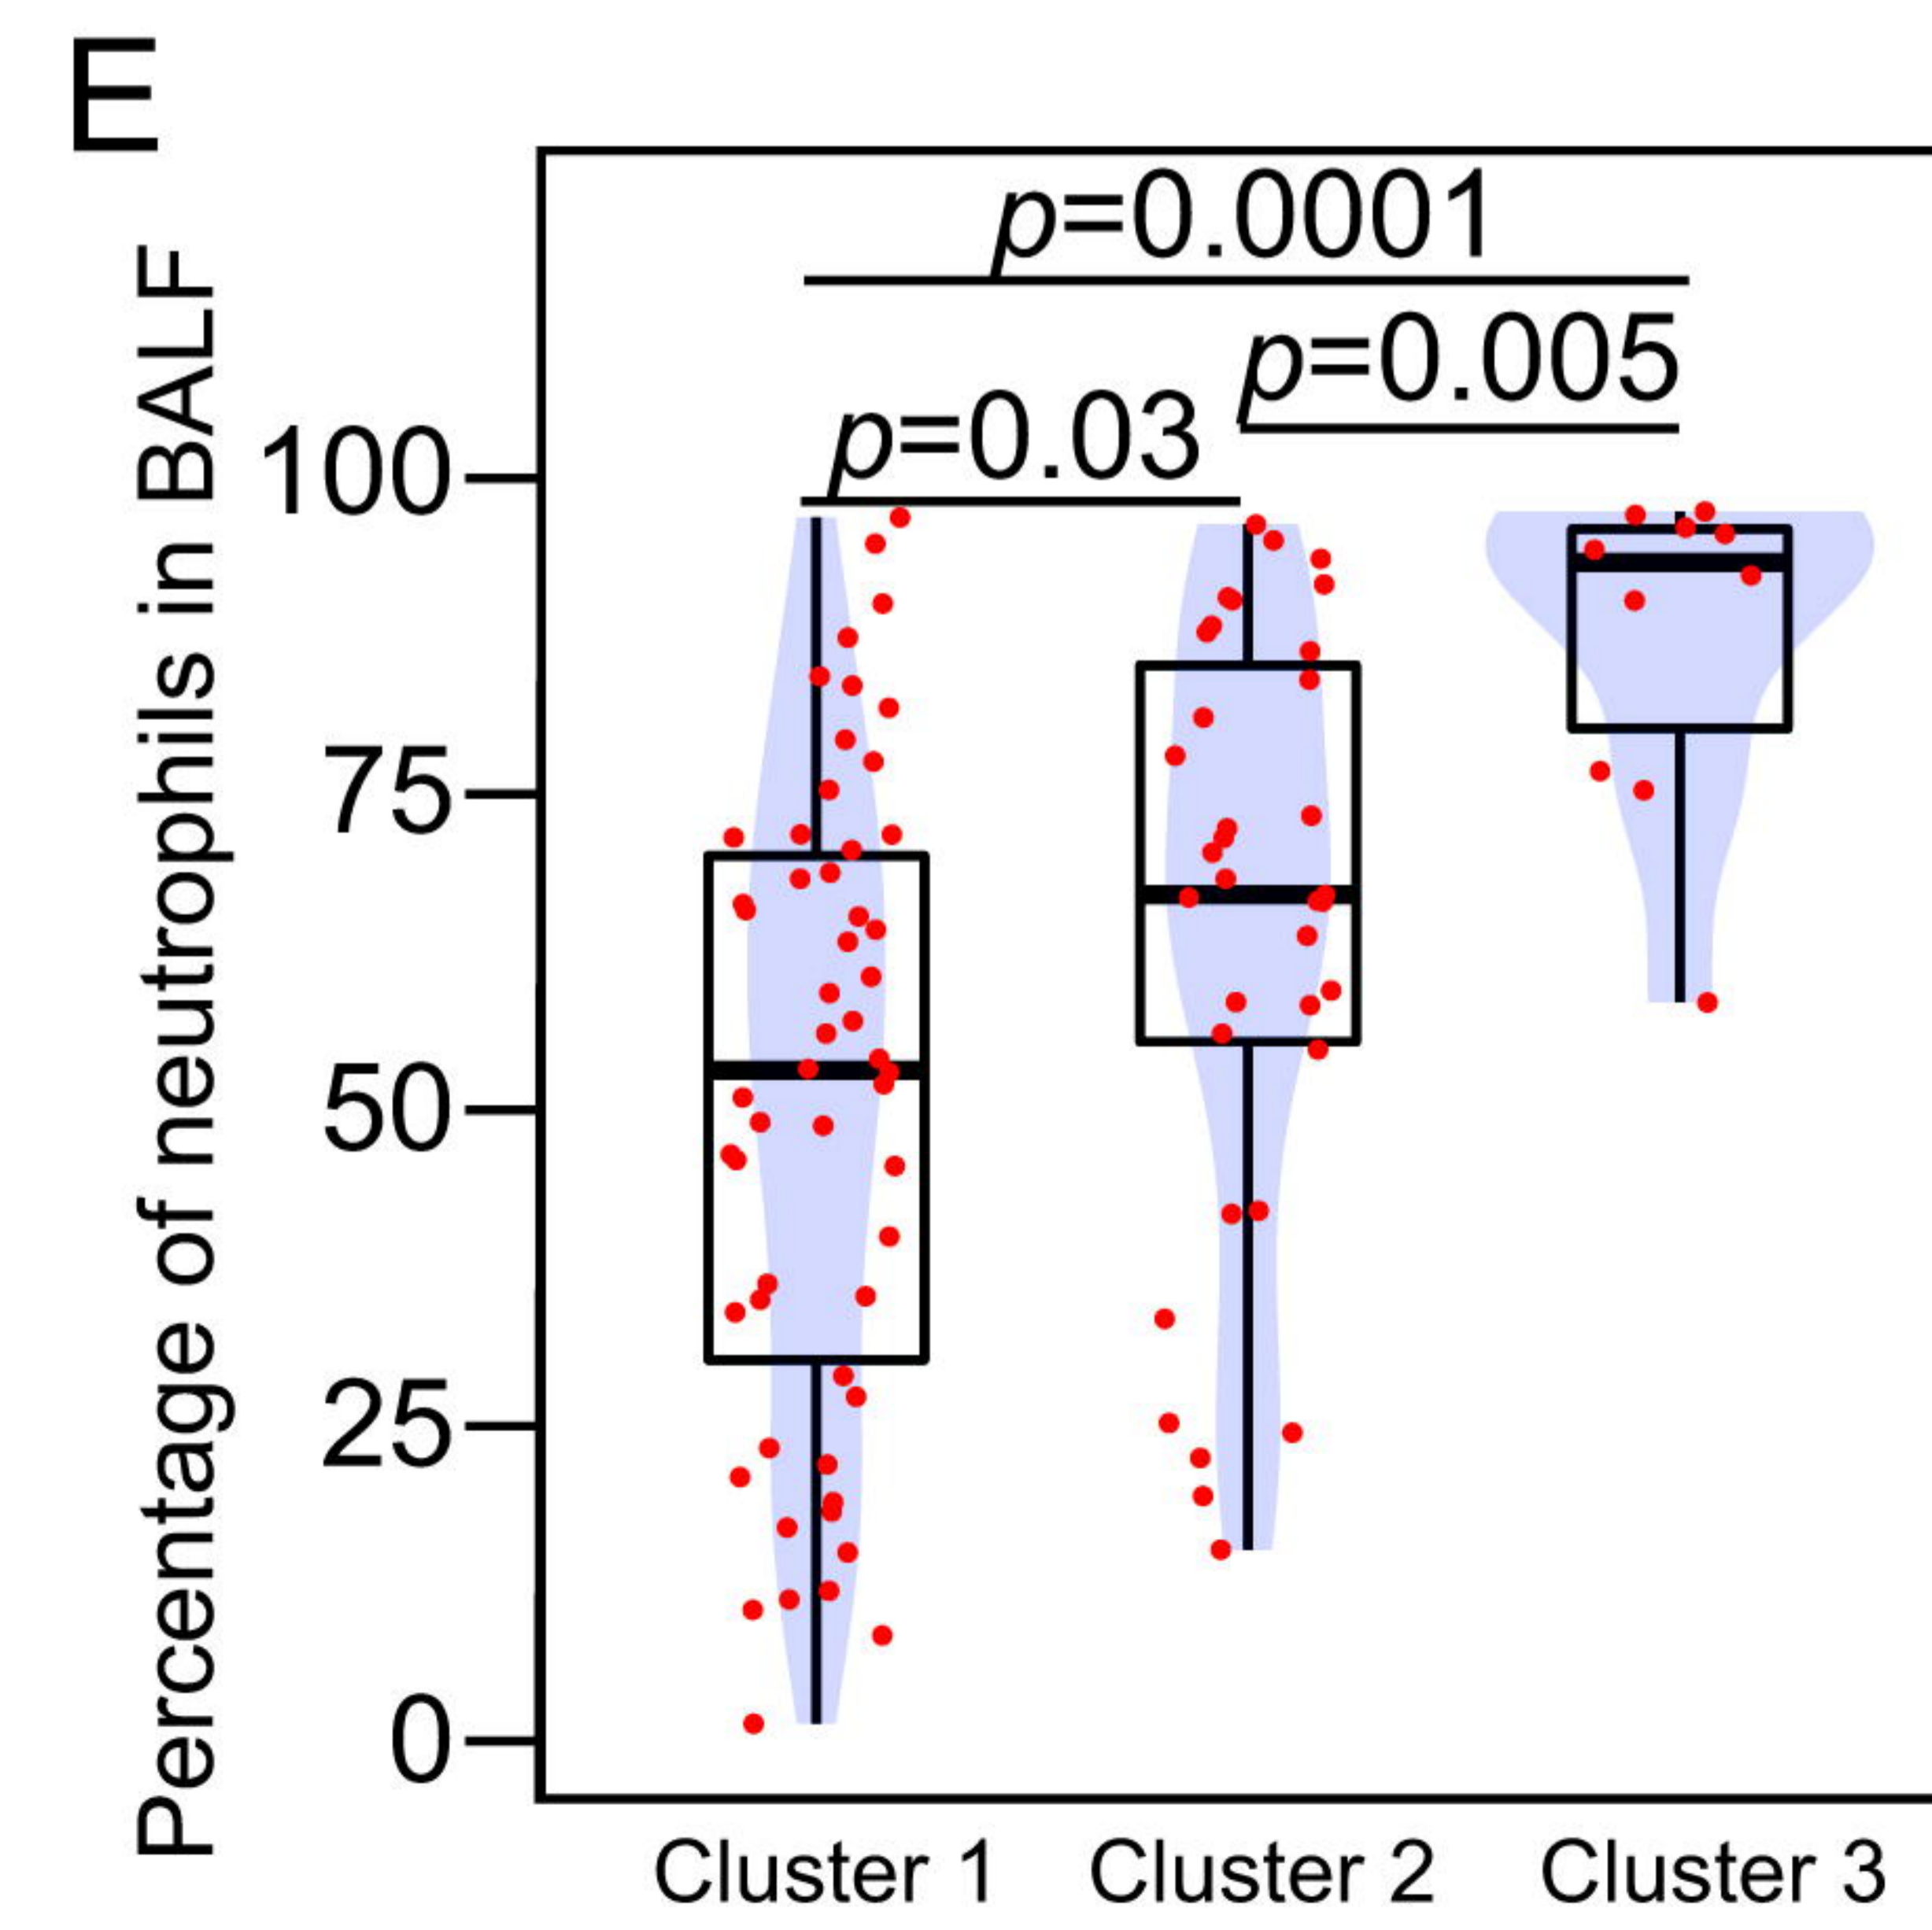 E
p=0.0001
p=0.005
p=0.03
Percentage of neutrophils in BALF
100
75
50
25
0
Cluster 1
Cluster 2
Cluster 3